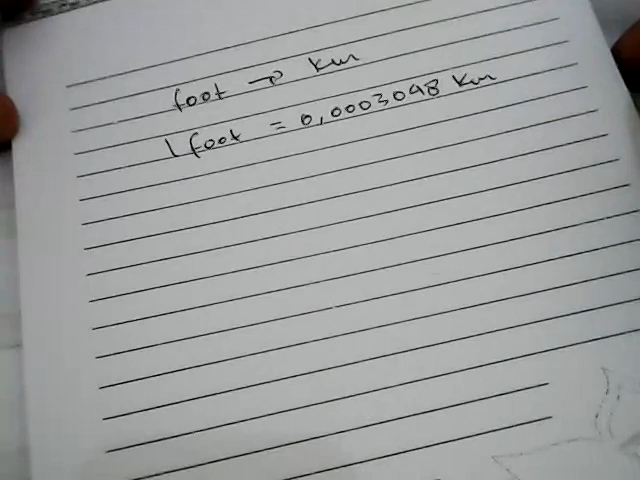 foot → km
1 foot = 0,0003048 km